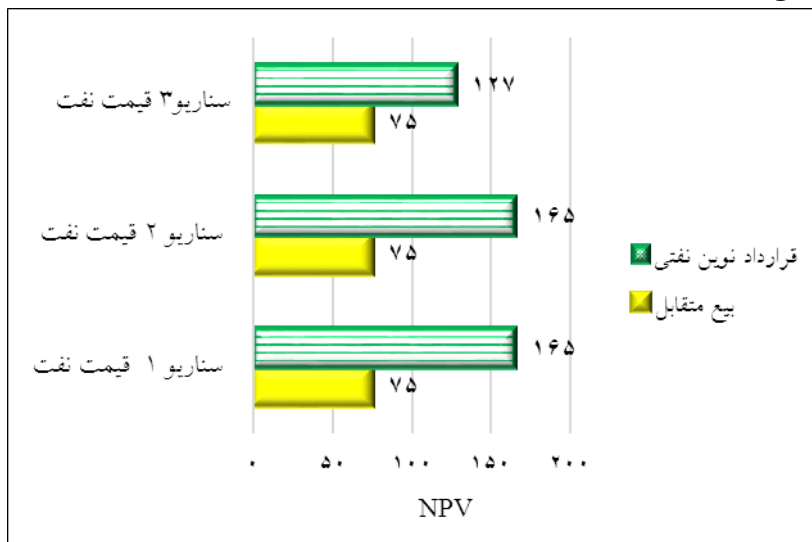 سناریو۳ قیمت نفت
۱۲۷
۷۵
سناریو ۲ قیمت نفت
۱۶۵
۷۵
سناریو ۱ قیمت نفت
۱۶۵
۷۵
قرارداد نوین نفتی
بیع متقابل
۰ ۵۰ ۱۰۰ ۱۵۰ ۲۰۰
NPV